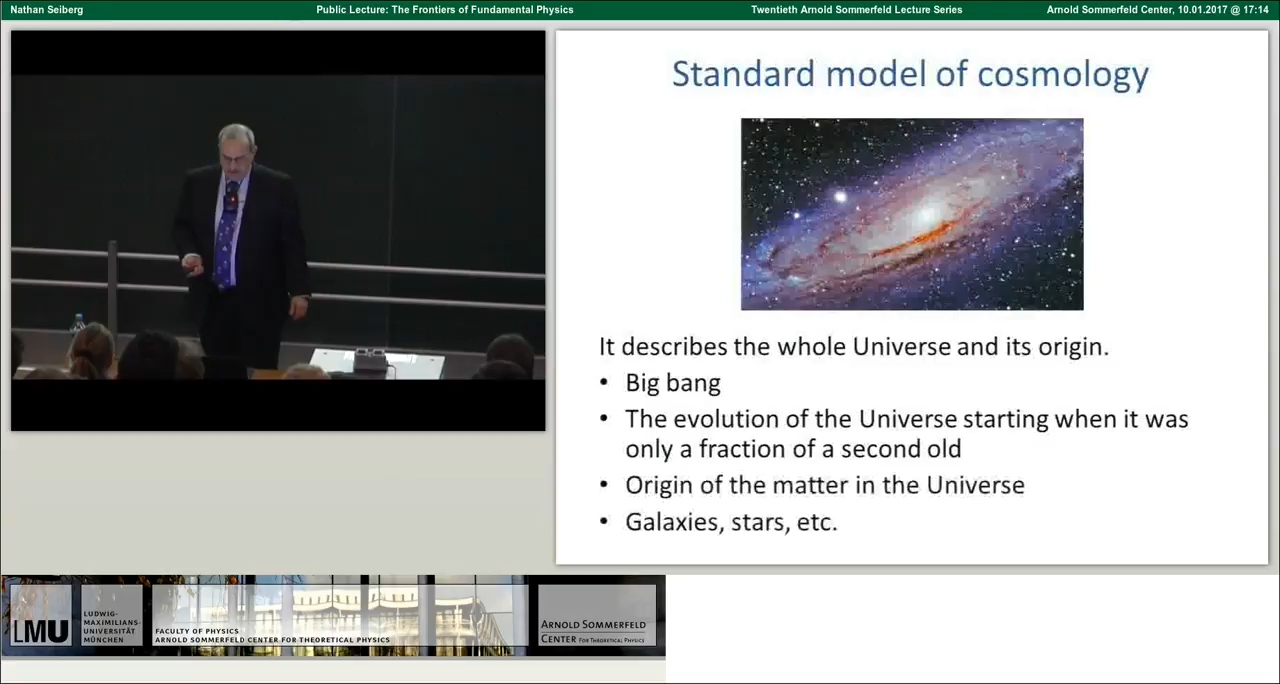 Nathan Seiberg
Public Lecture: The Frontiers of Fundamental Physics
Twentieth Arnold Sommerfeld Lecture Series
Arnold Sommerfeld Center, 10.01.2017 @ 17:14
Standard model of cosmology
It describes the whole Universe and its origin.
• Big bang
• The evolution of the Universe starting when it was
only a fraction of a second old
• Origin of the matter in the Universe
• Galaxies, stars, etc.
LMU
LUDWIG-
MAXIMILIANS-
UNIVERSITÄT
MÜNCHEN
FACULTY OF PHYSICS
ARNOLD SOMMERFELD CENTER FOR THEORETICAL PHYSICS
ARNOLD SOMMERFELD
CENTER FOR THEORETICAL PHYSICS